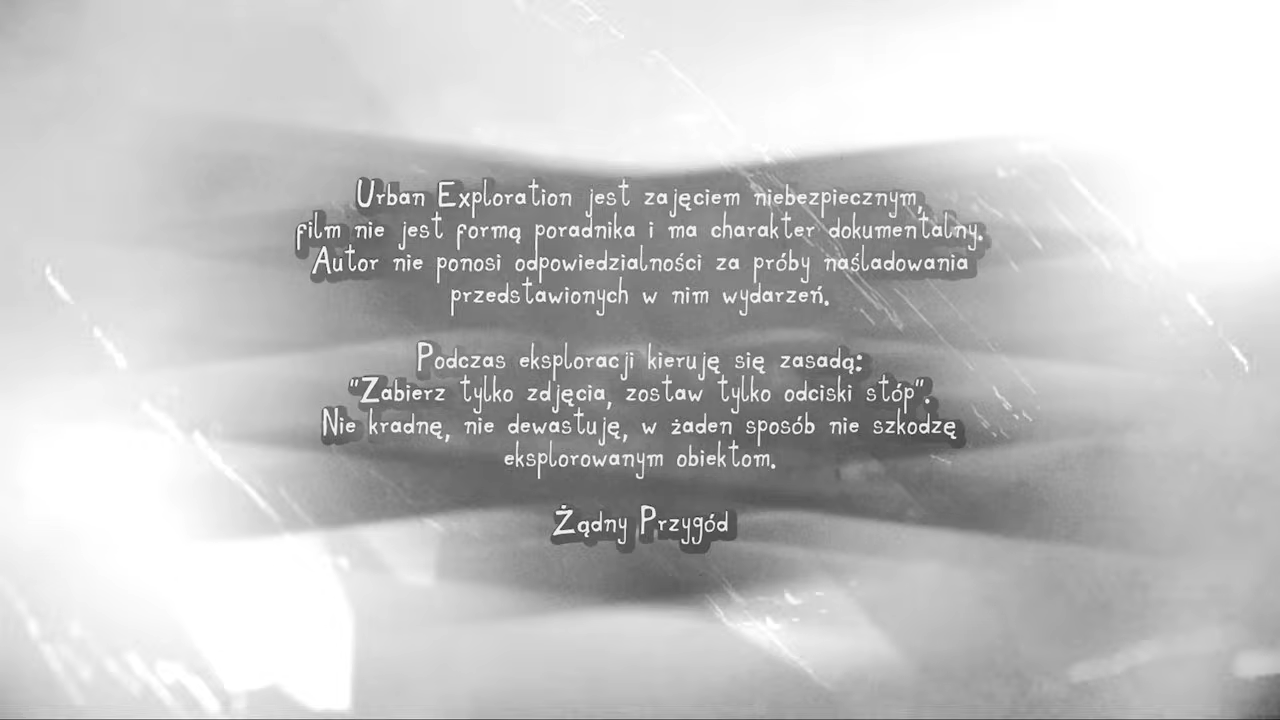 Urban Exploration jest zajęciem niebezpiecznym,
film nie jest formą poradnika i ma charakter dokumentalny.
Autor nie ponosi odpowiedzialności za próby naśladowania
przedstawionych w nim wydarzeń.
Podczas eksploracji kieruję się zasadą:
"Zabierz tylko zdjęcia, zostaw tylko odciski stóp".
Nie kradnę, nie dewastuję, w żaden sposób nie szkodzę
eksplorowanym obiektom.
Żądny Przygód